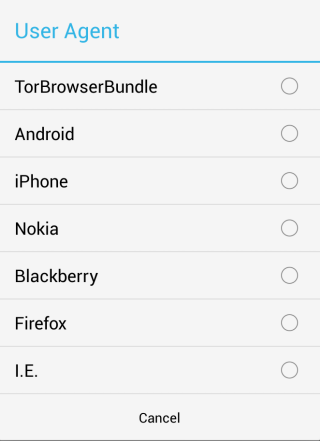 User Agent
TorBrowserBundle
Android
iPhone
Nokia
Blackberry
Firefox
I.E.
Cancel